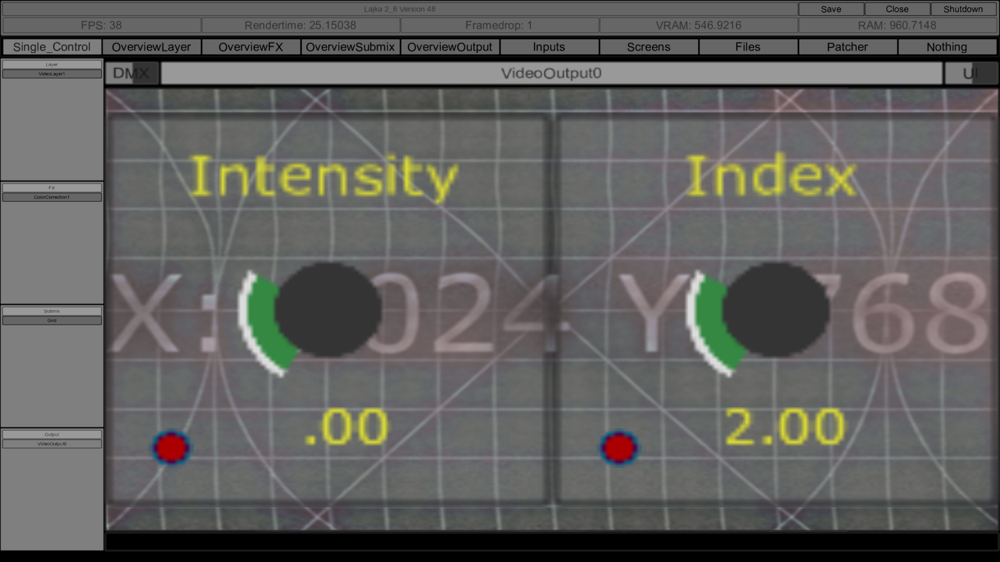 Lajka 2_6 Version 48
Save
Close
Shutdown
FPS: 38
Rendertime: 25.15038
Framedrop: 1
VRAM: 546.9216
RAM: 960.7148
Single_Control
OverviewLayer
OverviewFX
OverviewSubmix
OverviewOutput
Inputs
Screens
Files
Patcher
Nothing
Layer
VideoLayer1
FX
ColorCorrection1
Submix
Grid
Output
VideoOutput0
DMX
VideoOutput0
UI
Intensity
Index
X: 024 Y 768
.00
2.00